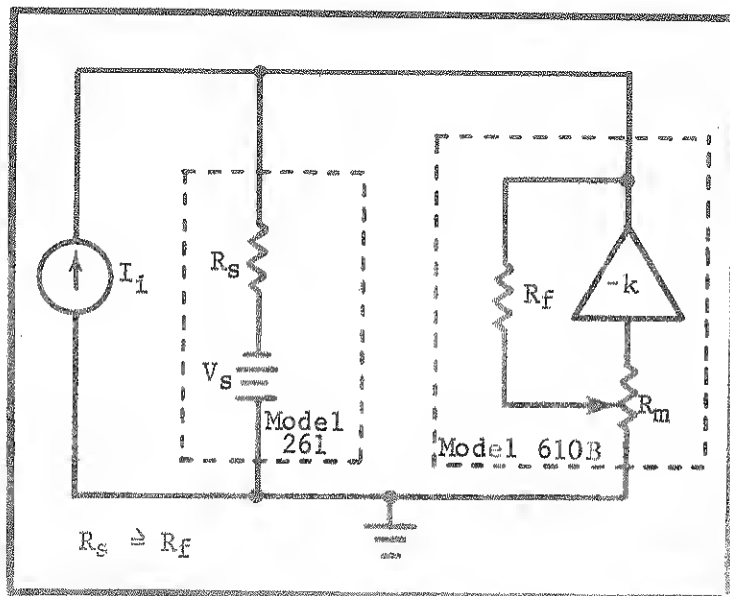 I_i
R_s
V_s
Model
261
R_f
-k
R_m
Model 610B
R_s ≥ R_f